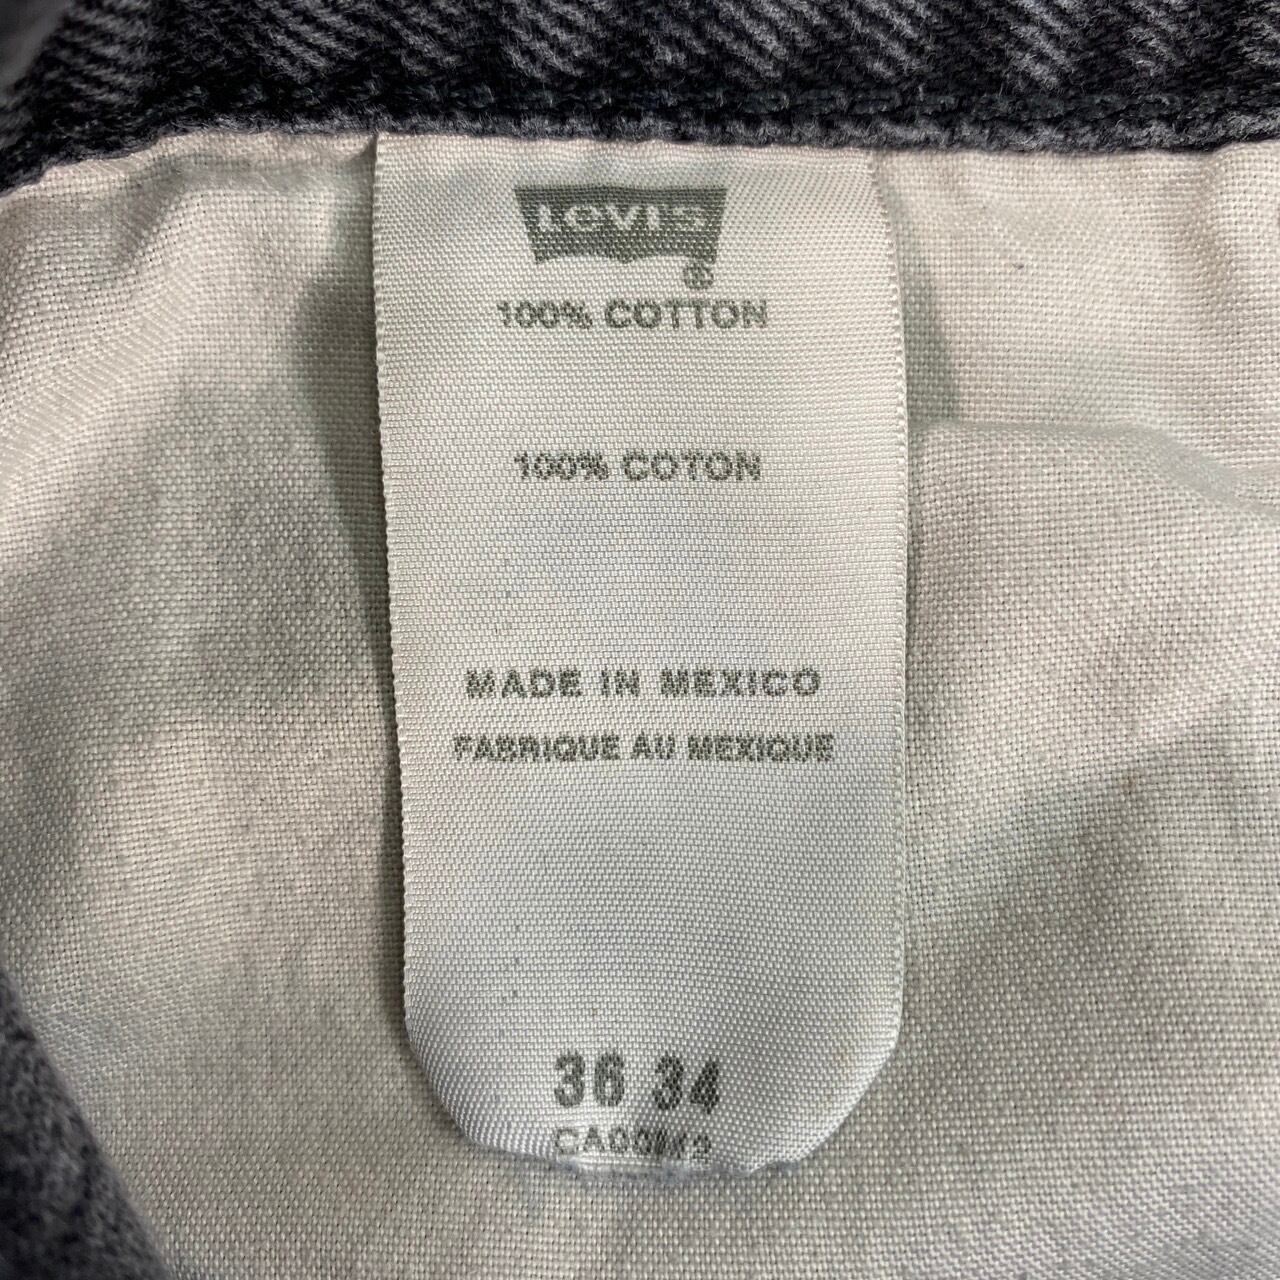 Levi's
100% COTTON
100% COTON
MADE IN MEXICO
FABRIQUE AU MEXIQUE
36 34